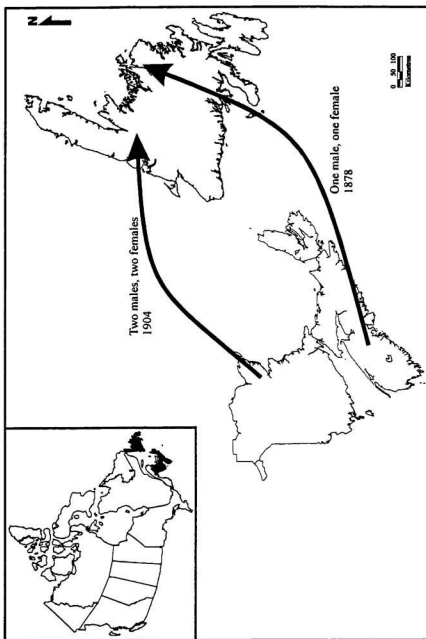 N
Two males, two females
1904
One male, one female
1878
0 50 100
Kilometres